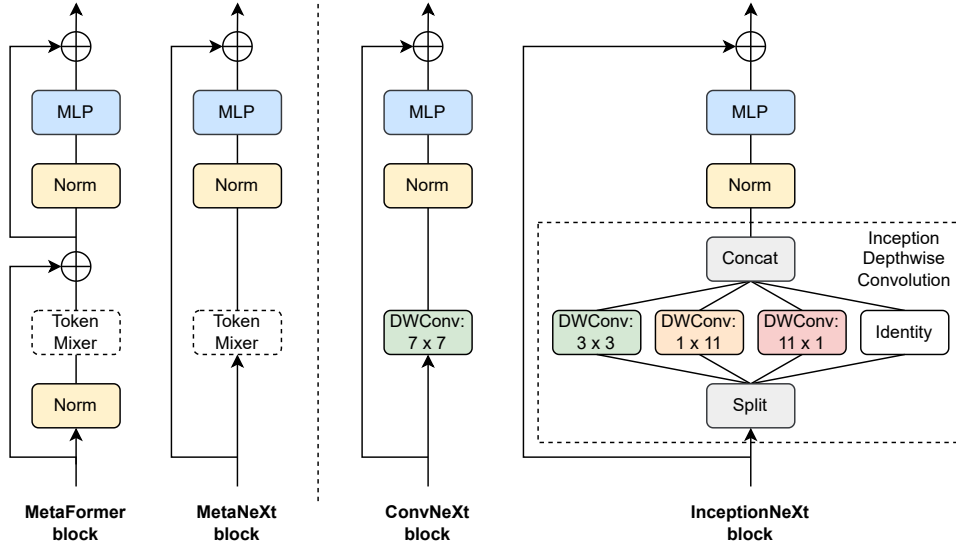 MLP
Norm
Token
Mixer
Norm
MetaFormer
block
MLP
Norm
Token
Mixer
MetaNeXt
block
MLP
Norm
DWConv:
7 x 7
ConvNeXt
block
MLP
Norm
Inception
Depthwise
Convolution
Concat
DWConv:
3 x 3
DWConv:
1 x 11
DWConv:
11 x 1
Identity
Split
InceptionNeXt
block